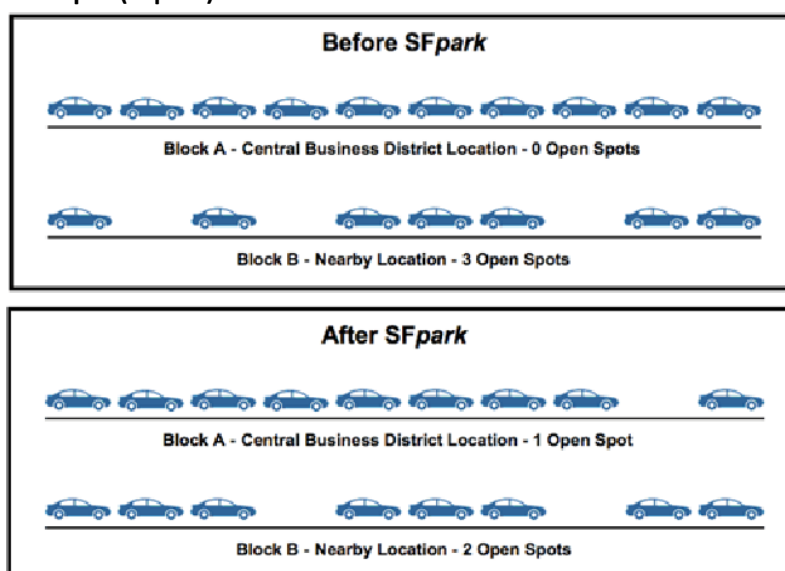 Before SFpark
Block A - Central Business District Location - 0 Open Spots
Block B - Nearby Location - 3 Open Spots
After SFpark
Block A - Central Business District Location - 1 Open Spot
Block B - Nearby Location - 2 Open Spots